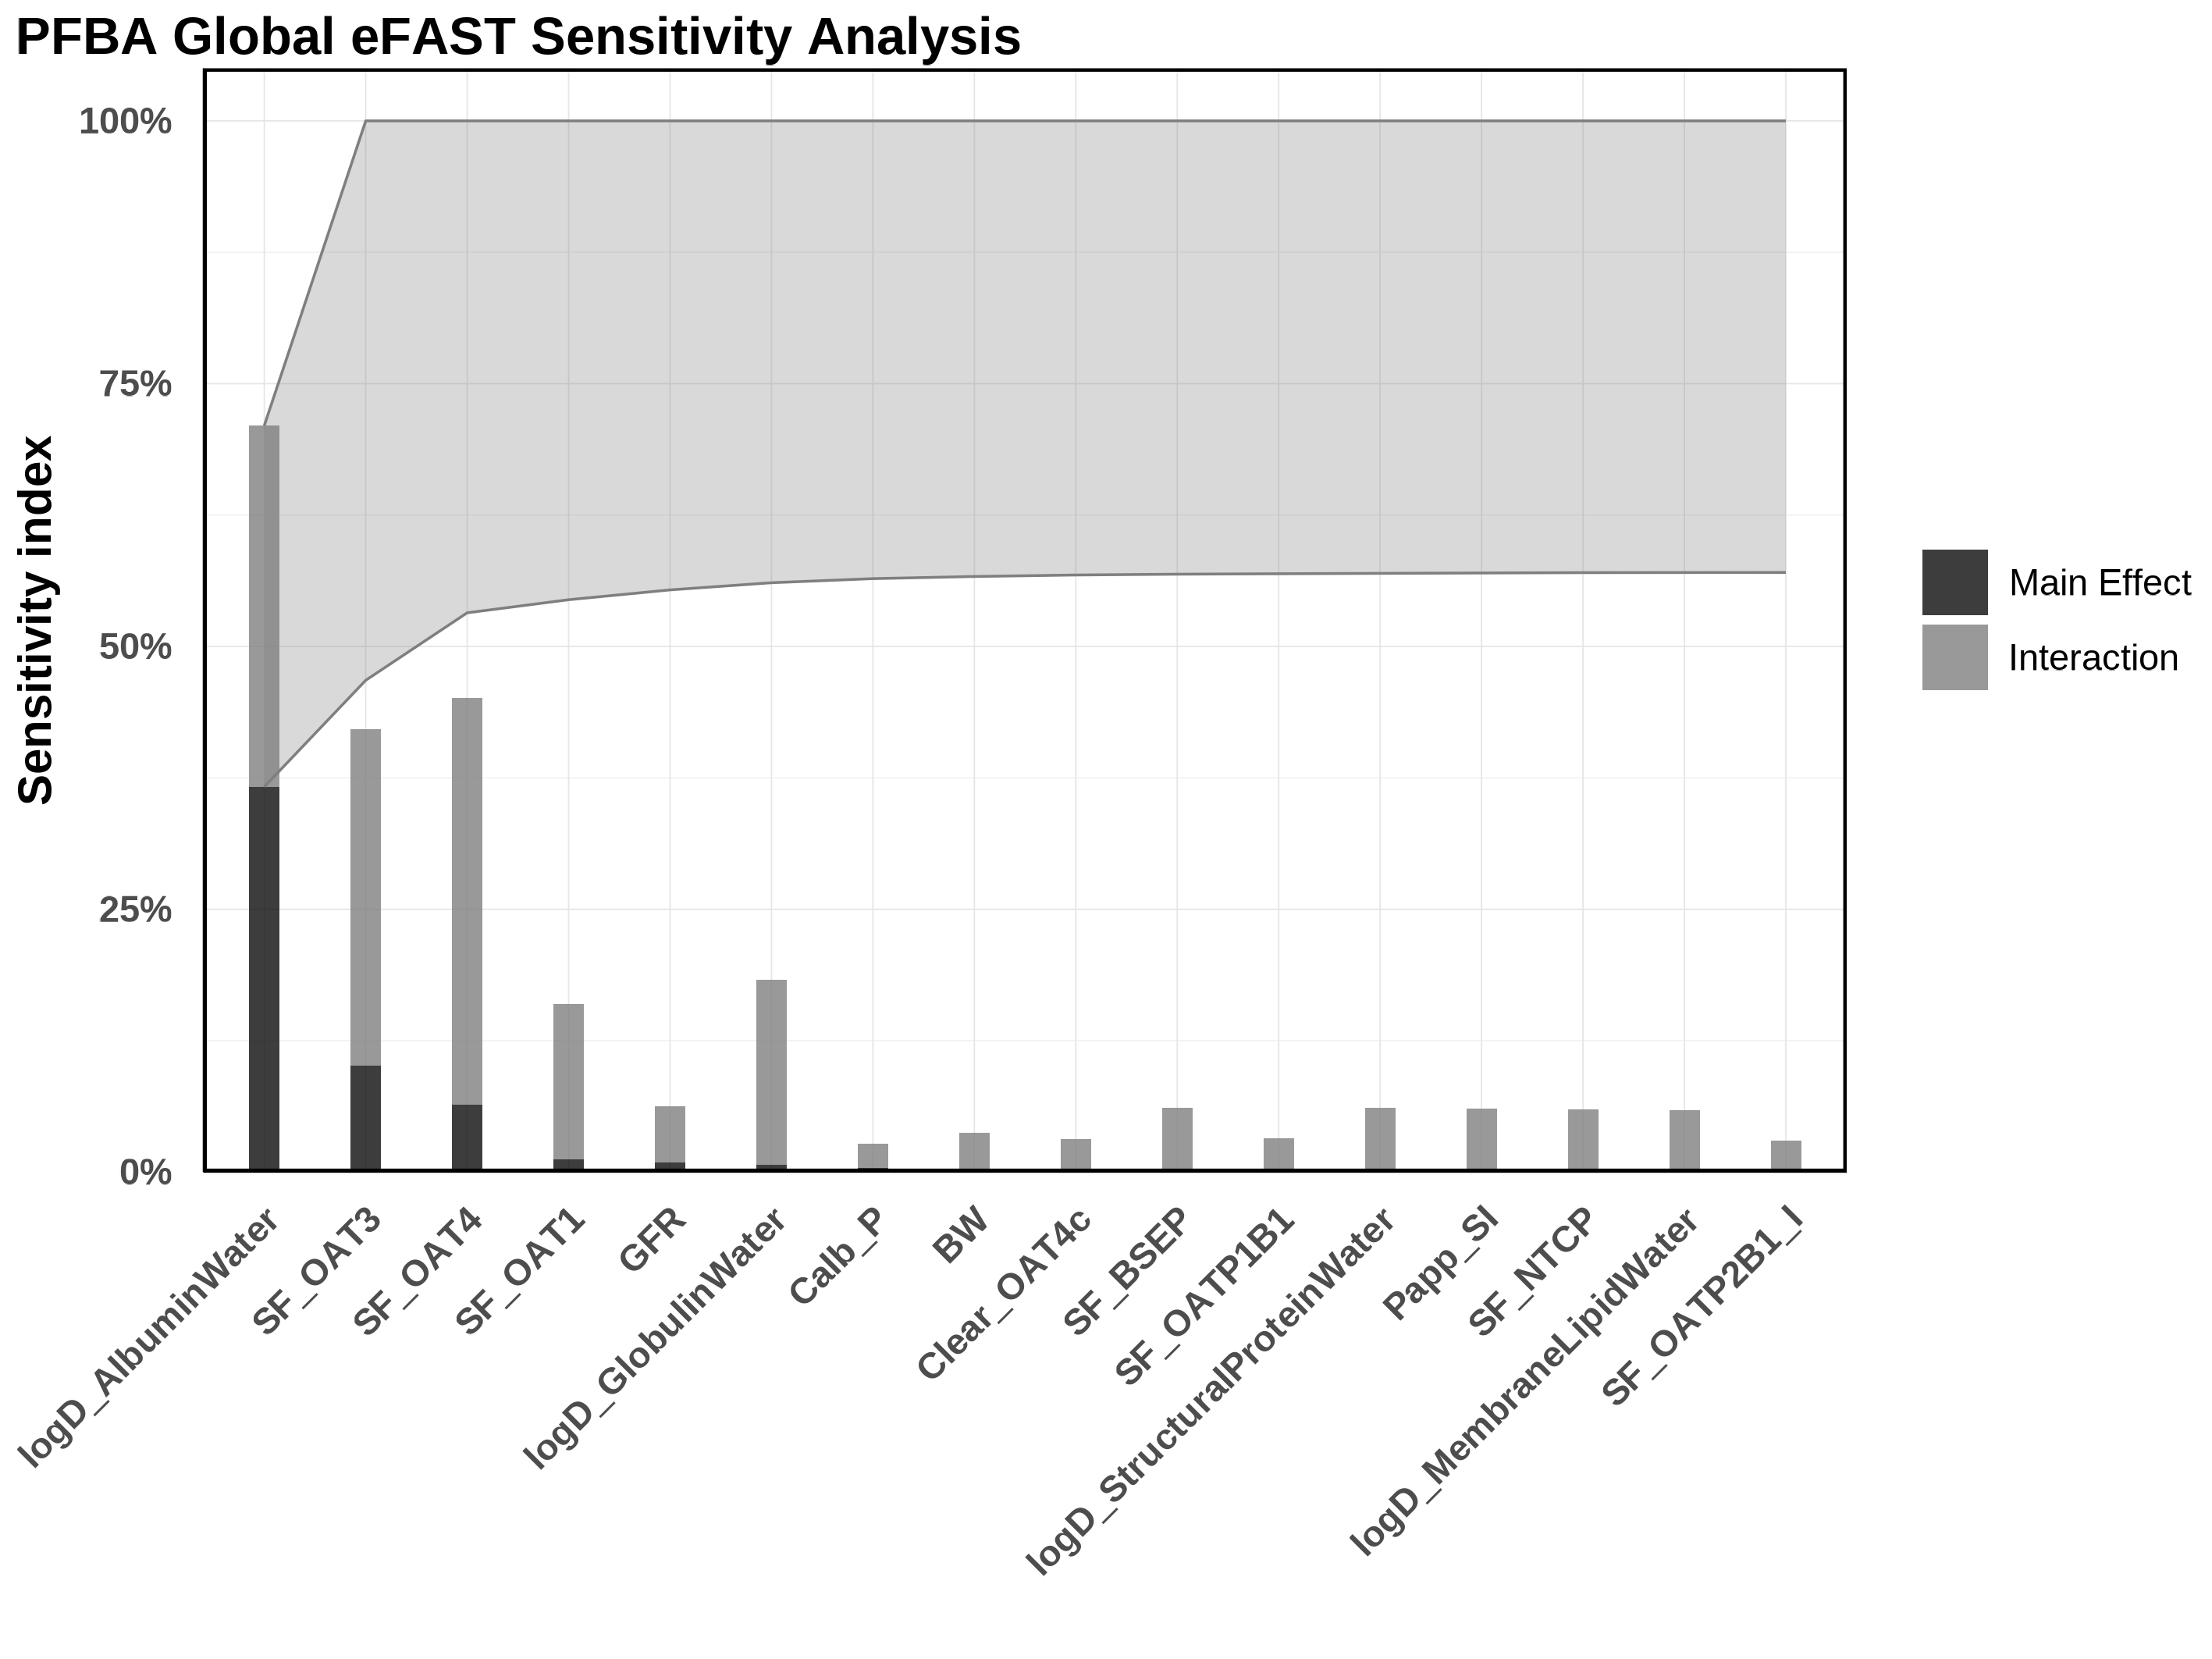 PFBA Global eFAST Sensitivity Analysis
Sensitivity index
100%
75%
50%
25%
0%
logD_AlbuminWater
SF_OAT3
SF_OAT4
SF_OAT1
GFR
logD_GlobulinWater
Calb_P
BW
Clear_OAT4c
SF_BSEP
SF_OATP1B1
logD_StructuralProteinWater
Papp_SI
SF_NTCP
logD_MembraneLipidWater
SF_OATP2B1_I
Main Effect
Interaction